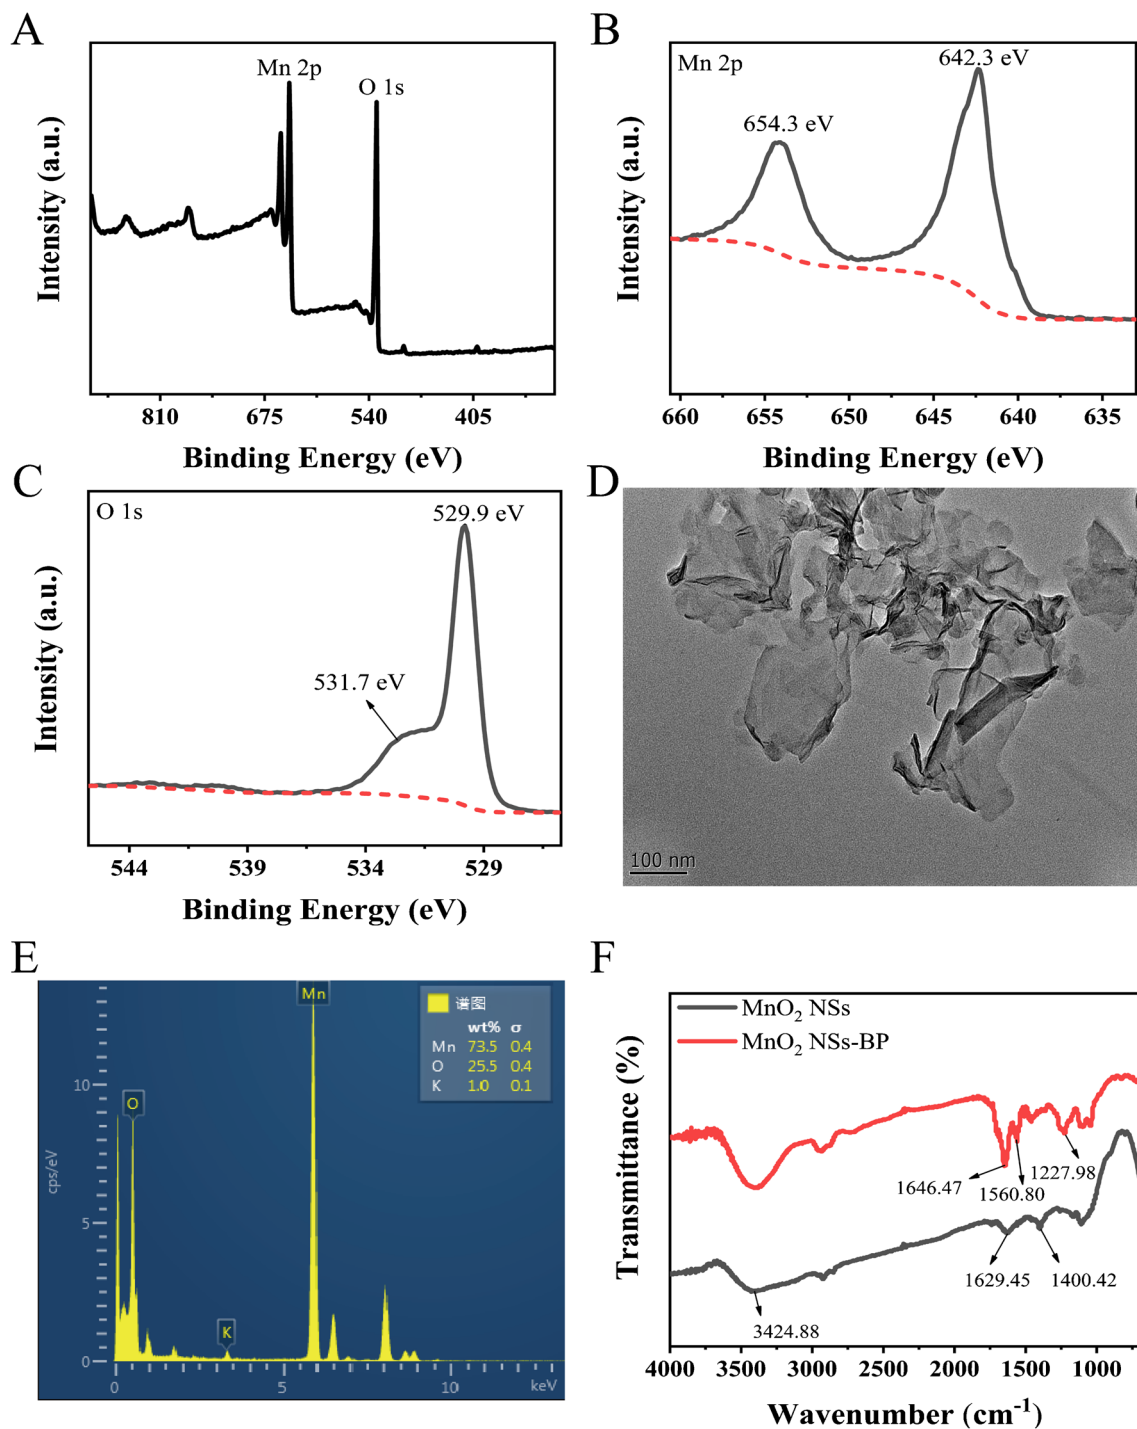 A
Mn 2p
O 1s
Intensity (a.u.)
810 675 540 405
Binding Energy (eV)
B
Mn 2p
642.3 eV
654.3 eV
Intensity (a.u.)
660 655 650 645 640 635
Binding Energy (eV)
C
O 1s
529.9 eV
531.7 eV
Intensity (a.u.)
544 539 534 529
Binding Energy (eV)
D
100 nm
E
Mn
O
K
谱图
wt% σ
Mn 73.5 0.4
O 25.5 0.4
K 1.0 0.1
10
5
0
cps/eV
0 5 10 keV
F
MnO₂ NSs
MnO₂ NSs-BP
Transmittance (%)
1646.47
1560.80
1227.98
1629.45
1400.42
3424.88
4000 3500 3000 2500 2000 1500 1000
Wavenumber (cm⁻¹)